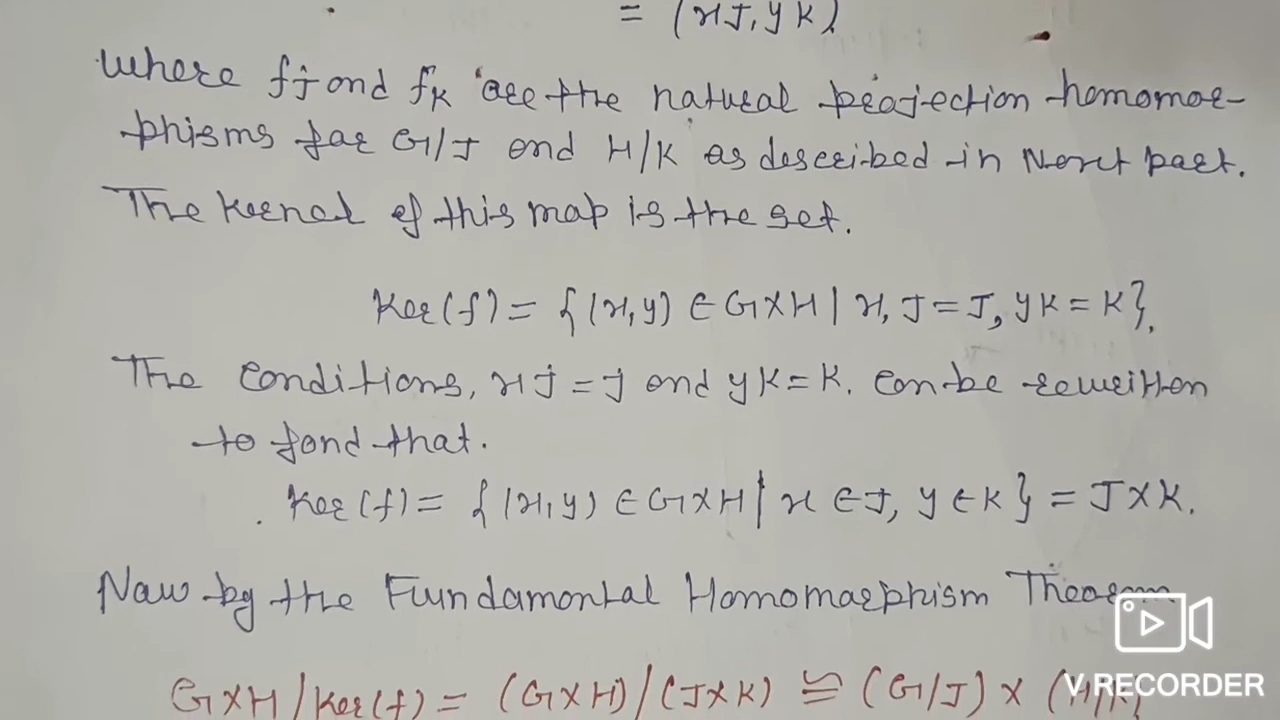 = (xJ, yK)
where fJ and fK are the natural projection homomor-
phisms for G/J and H/K as described in Next part.
The kernel of this map is the set.
Ker(f) = {(x,y) ∈ G×H | x, J = J, yK = K}.
The conditions, xJ = J and yK = K. can be rewritten
to fond that.
Ker(f) = {(x,y) ∈ G×H | x ∈ J, y ∈ K} = J×K.
Now by the Fundamental Homomorphism Theorem
G×H/Ker(f) = (G×H)/(J×K) ≅ (G/J) × (H/K)
V.RECORDER